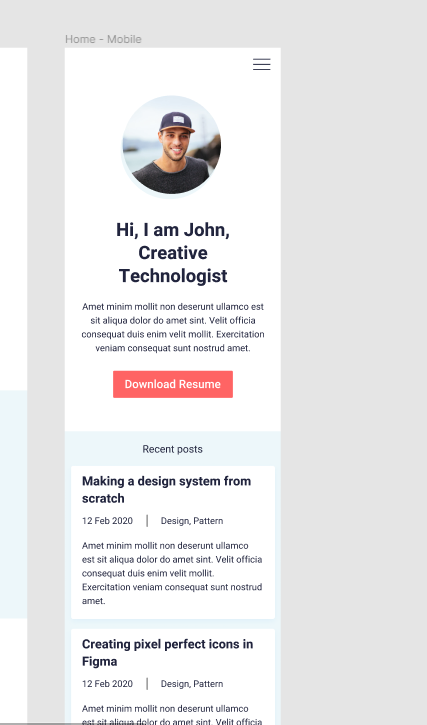 Home - Mobile
Hi, I am John,
Creative
Technologist
Amet minim mollit non deserunt ullamco est
sit aliqua dolor do amet sint. Velit officia
consequat duis enim velit mollit. Exercitation
veniam consequat sunt nostrud amet.
Download Resume
Recent posts
Making a design system from
scratch
12 Feb 2020 | Design, Pattern
Amet minim mollit non deserunt ullamco
est sit aliqua dolor do amet sint. Velit officia
consequat duis enim velit mollit.
Exercitation veniam consequat sunt nostrud
amet.
Creating pixel perfect icons in
Figma
12 Feb 2020 | Design, Pattern
Amet minim mollit non deserunt ullamco
est sit aliqua dolor do amet sint. Velit officia